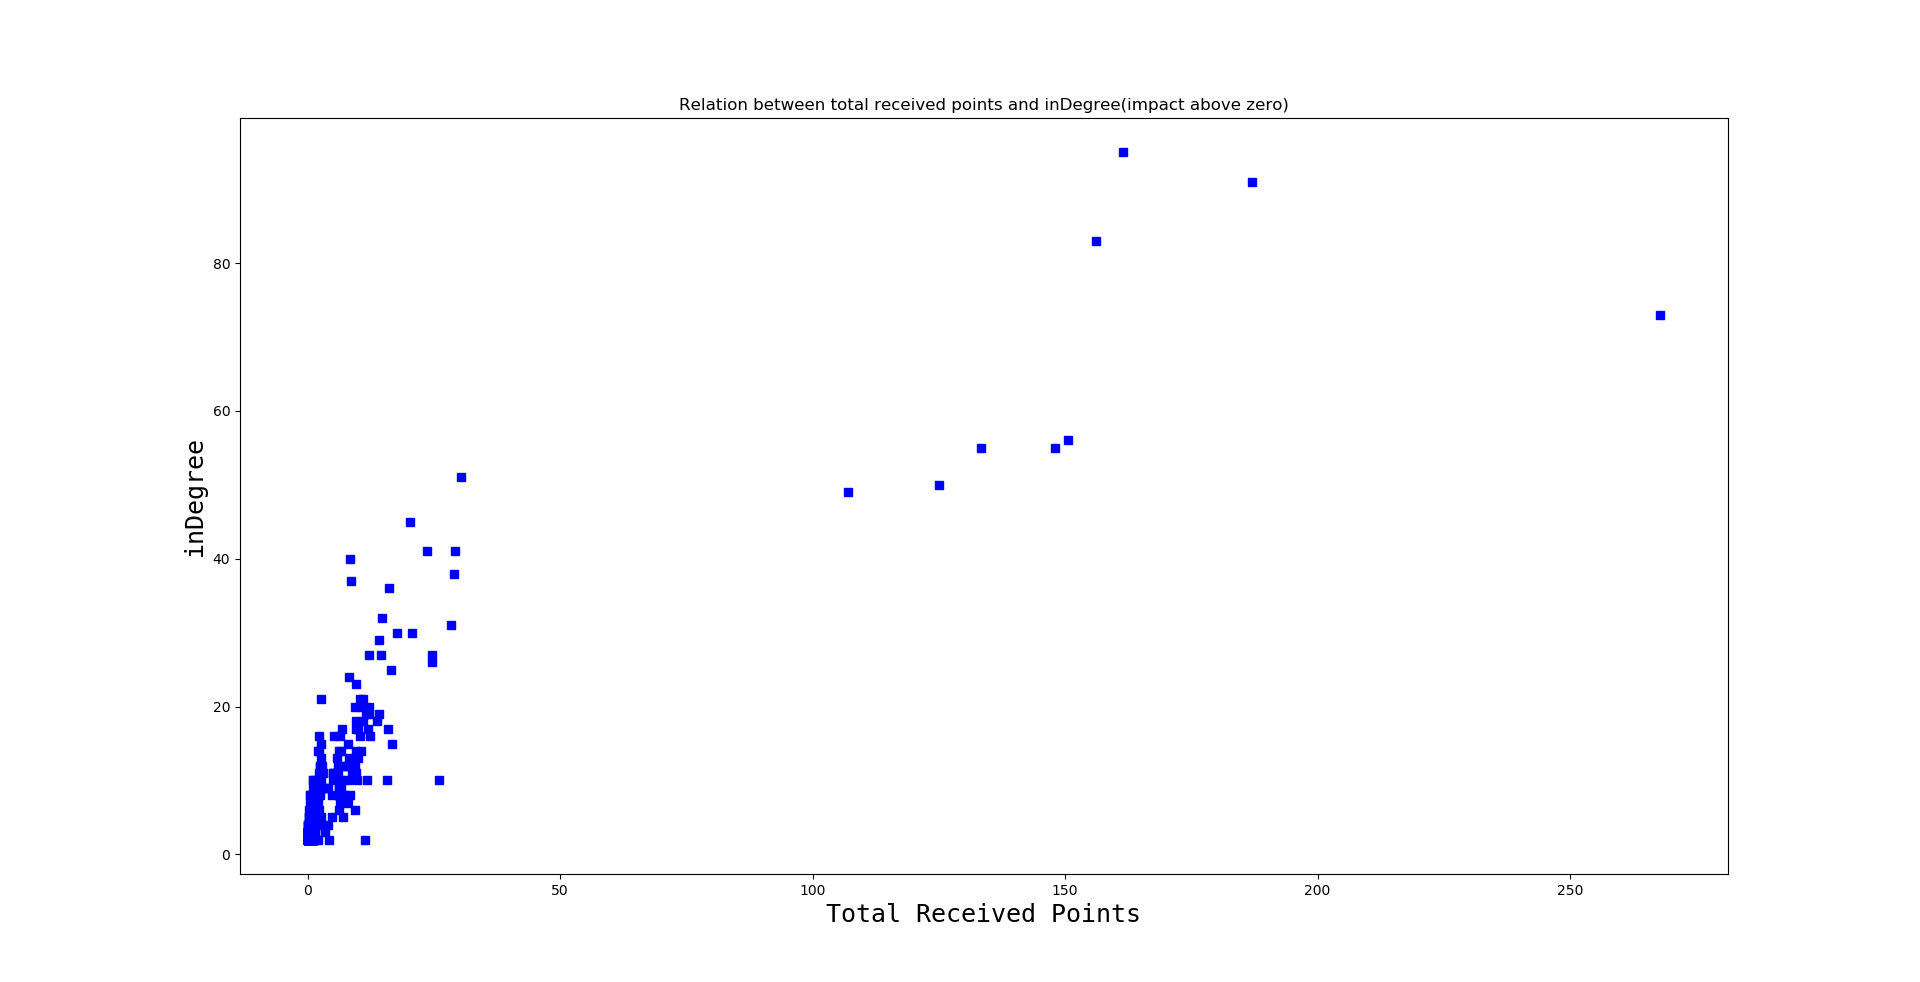 Relation between total received points and inDegree(impact above zero)
80
60
40
20
0
inDegree
0 50 100 150 200 250
Total Received Points